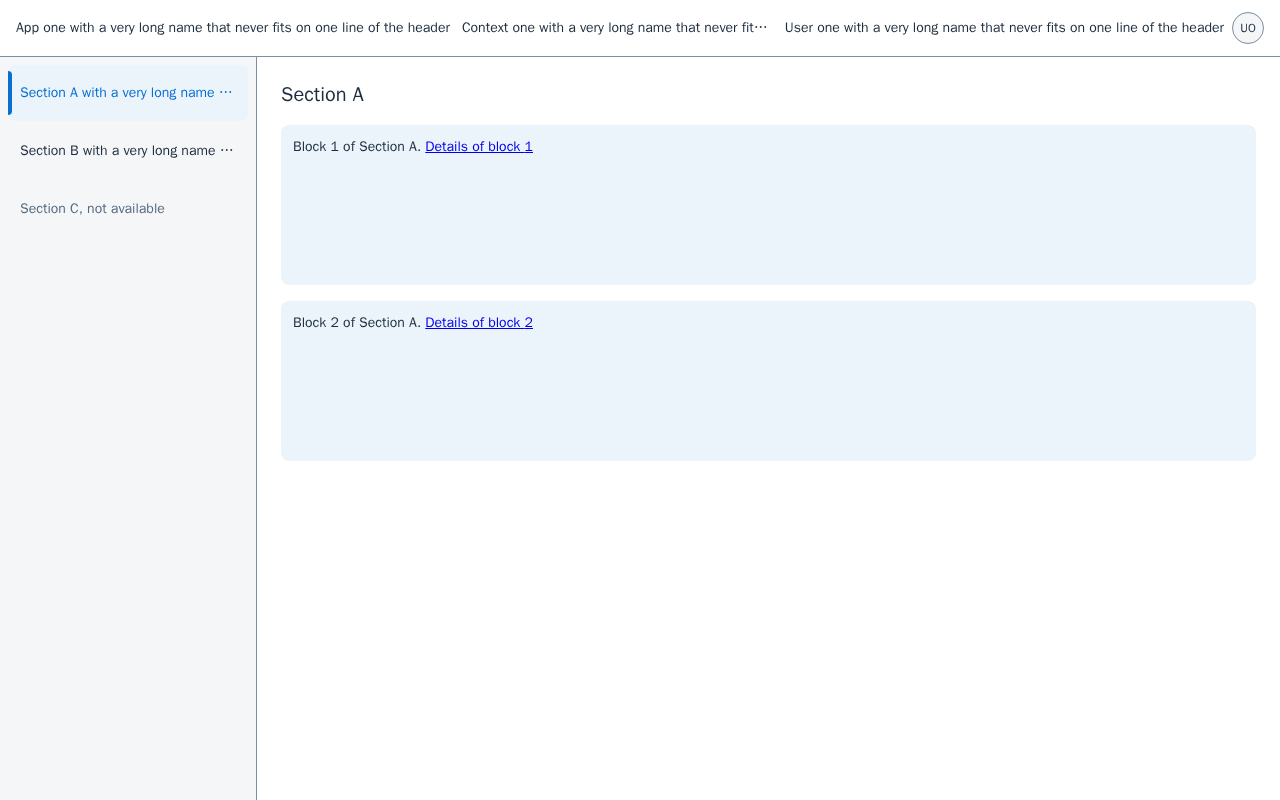 App one with a very long name that never fits on one line of the header
Context one with a very long name that never fit…
User one with a very long name that never fits on one line of the header
UO
Section A with a very long name …
Section B with a very long name …
Section C, not available
Section A
Block 1 of Section A. Details of block 1
Block 2 of Section A. Details of block 2